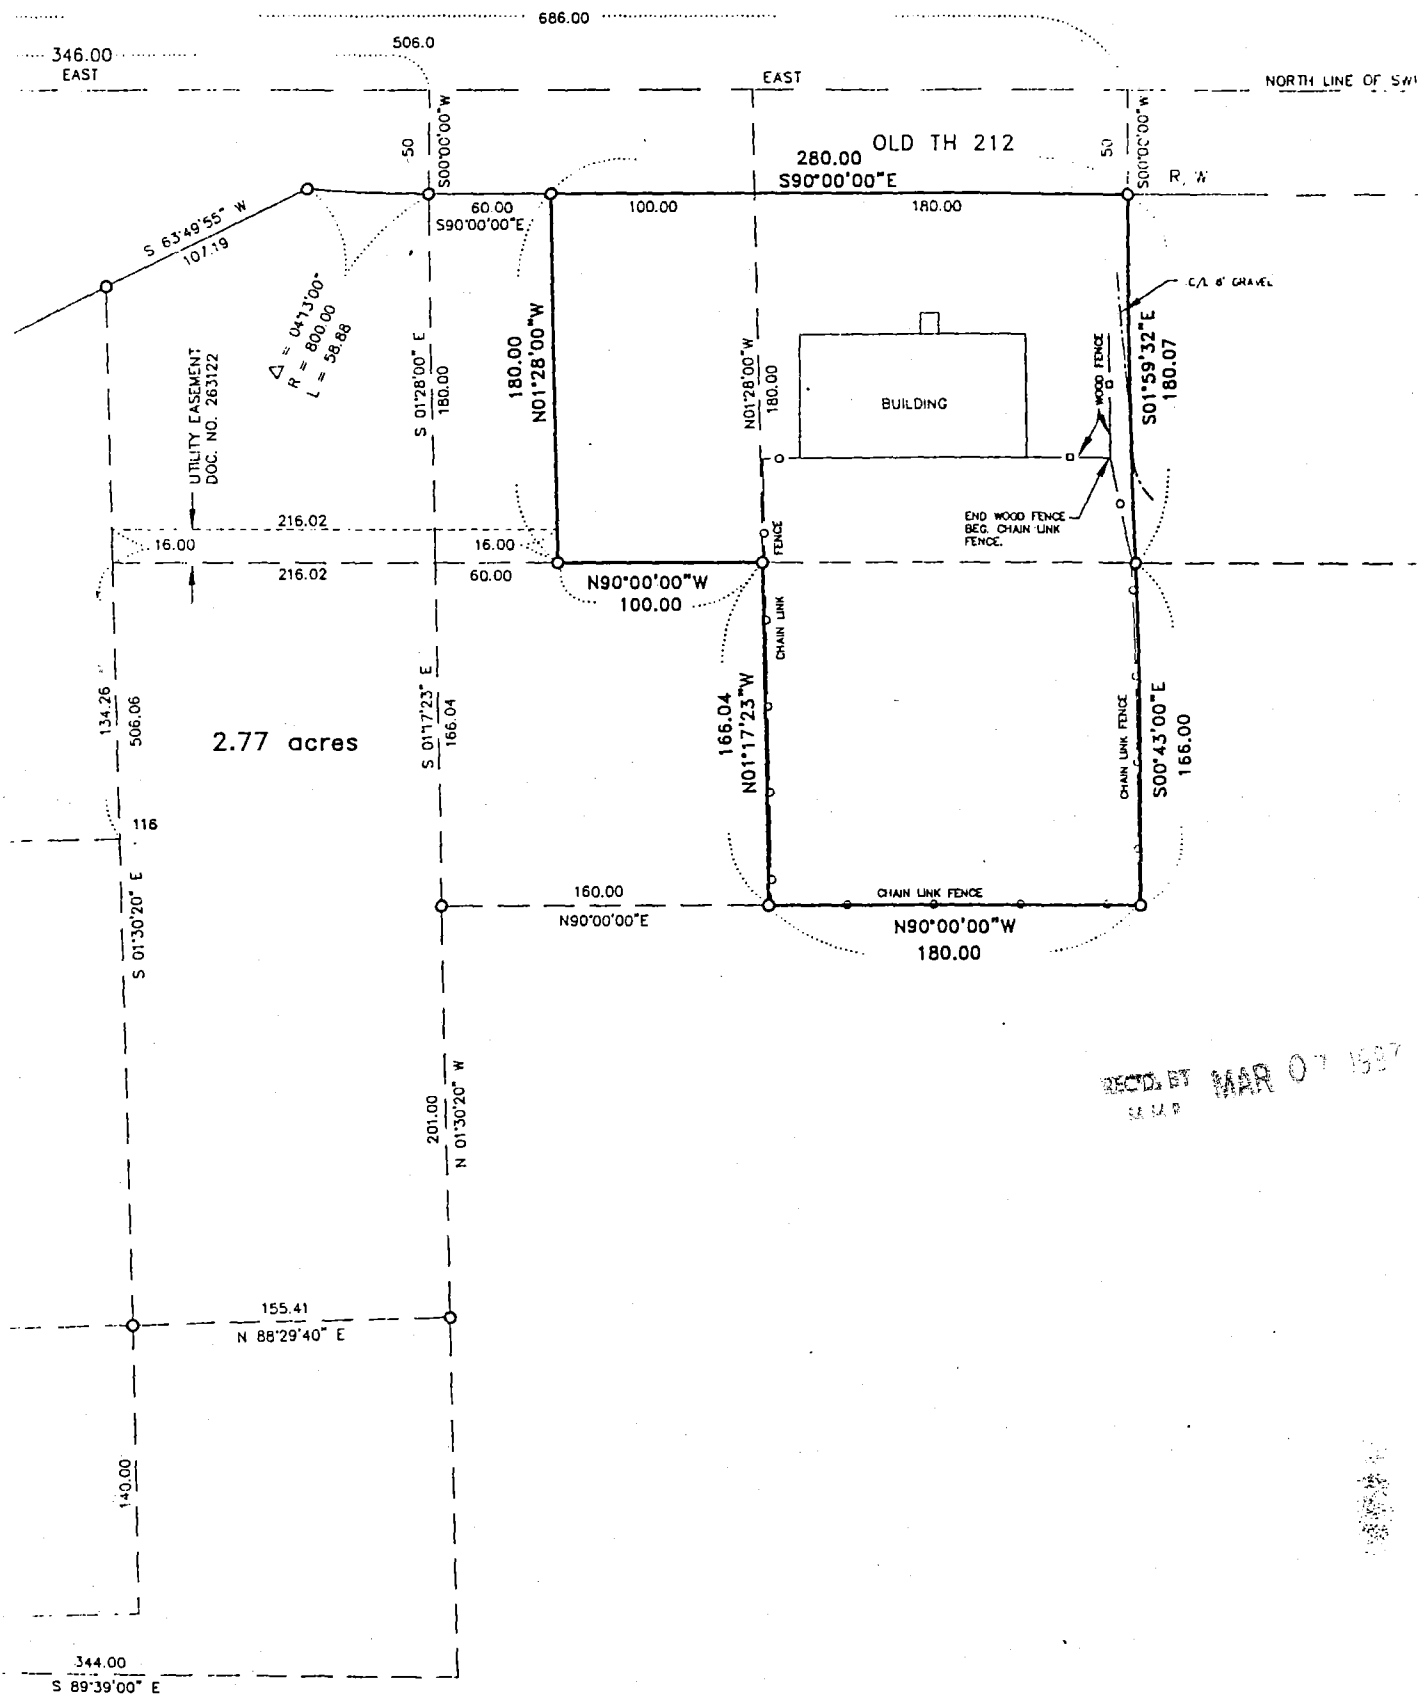 686.00
346.00
EAST
506.0
EAST
NORTH LINE OF SW
50
S00°00'00"W
OLD TH 212
280.00
S90°00'00"E
50
S00°00'00"W
R/W
60.00
S90°00'00"E
100.00
180.00
S 63°49'55" W
107.19
Δ = 04°13'00"
R = 800.00
L = 58.88
UTILITY EASEMENT
DOC. NO. 263122
S 01°28'00" E
180.00
180.00
N01°28'00"W
N01°28'00"W
180.00
BUILDING
WOOD FENCE
C/L 8' GRAVEL
S01°59'32"E
180.07
END WOOD FENCE
BEG. CHAIN LINK
FENCE.
216.02
16.00
16.00
216.02
60.00
N90°00'00"W
100.00
FENCE
CHAIN LINK
134.26
506.06
2.77 acres
S 01°17'23" E
166.04
166.04
N01°17'23"W
CHAIN LINK FENCE
S00°43'00"E
166.00
116
S 01°30'20" E
160.00
N90°00'00"E
CHAIN LINK FENCE
N90°00'00"W
180.00
REC'D. BY MAR 07
201.00
N 01°30'20" W
155.41
N 88°29'40" E
140.00
344.00
S 89°39'00" E